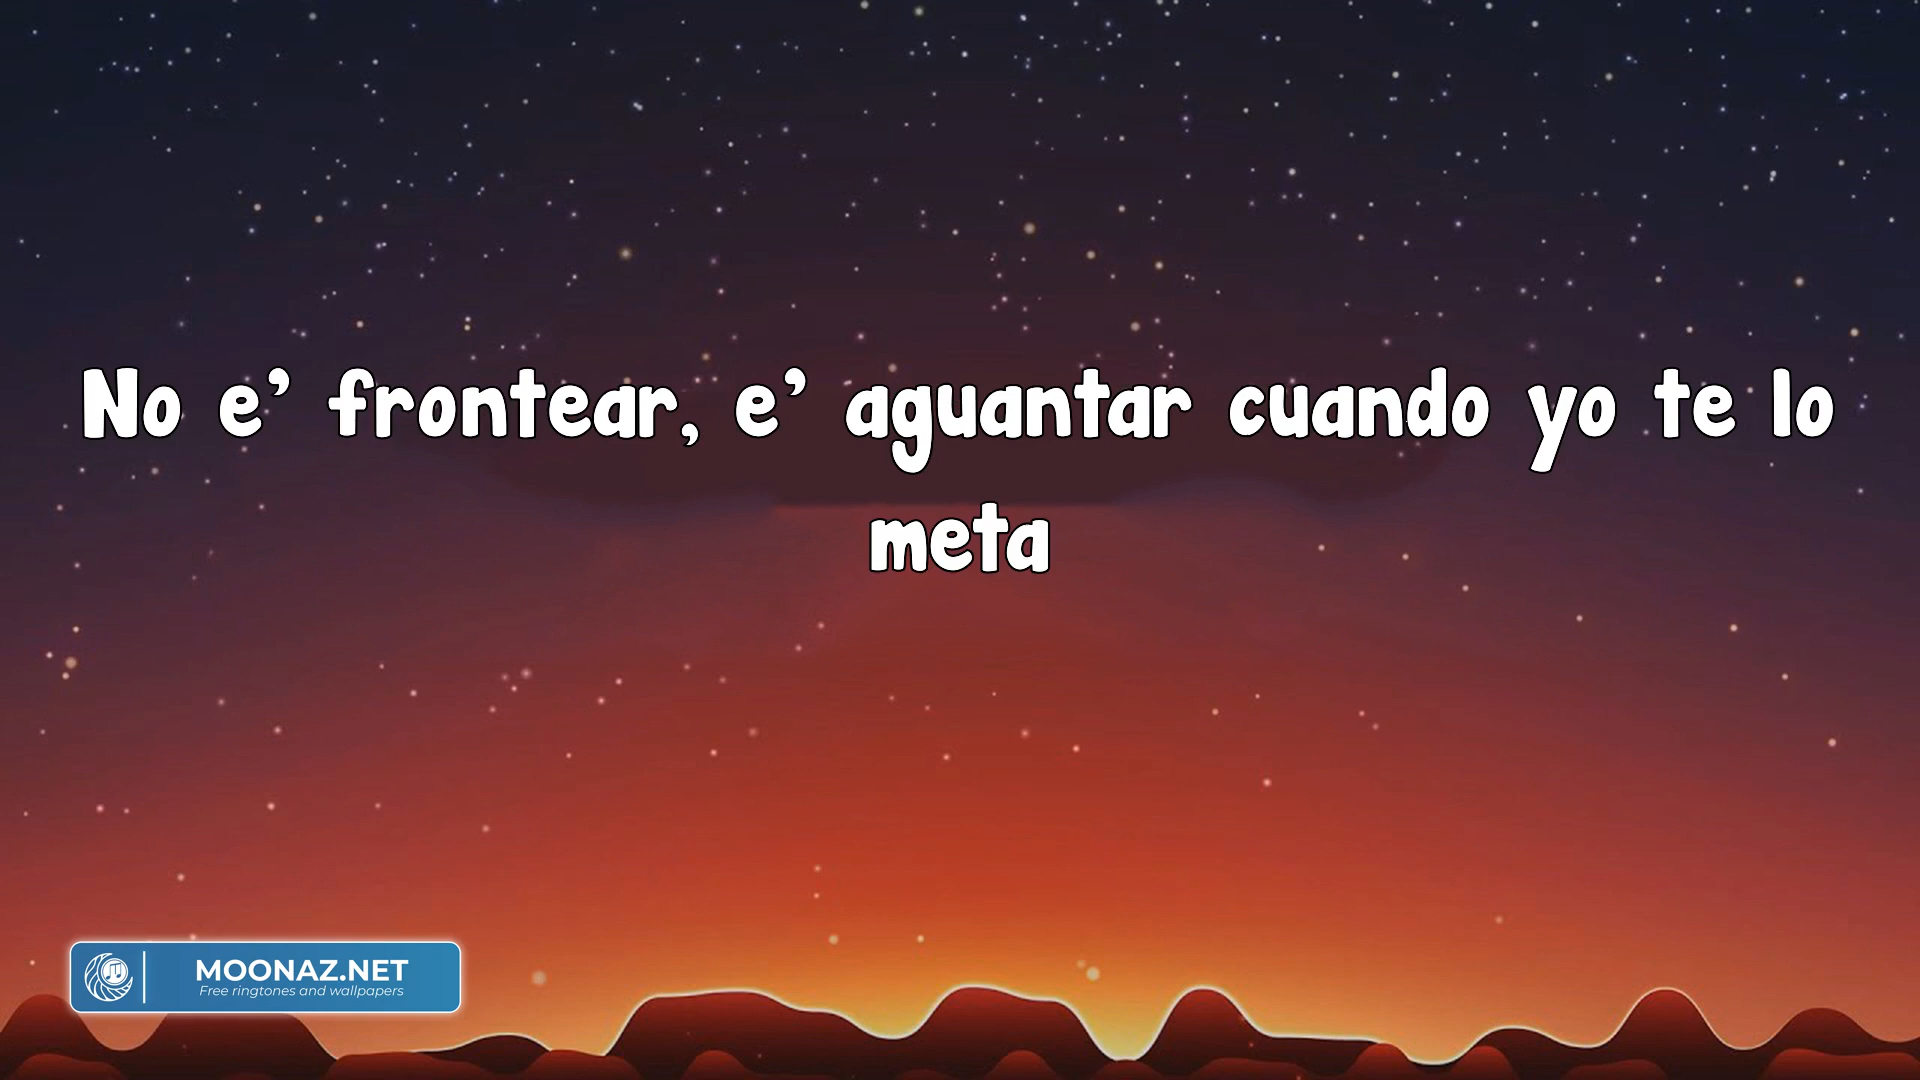 No e’ frontear, e’ aguantar cuando yo te lo
meta
MOONAZ.NET
Free ringtones and wallpapers